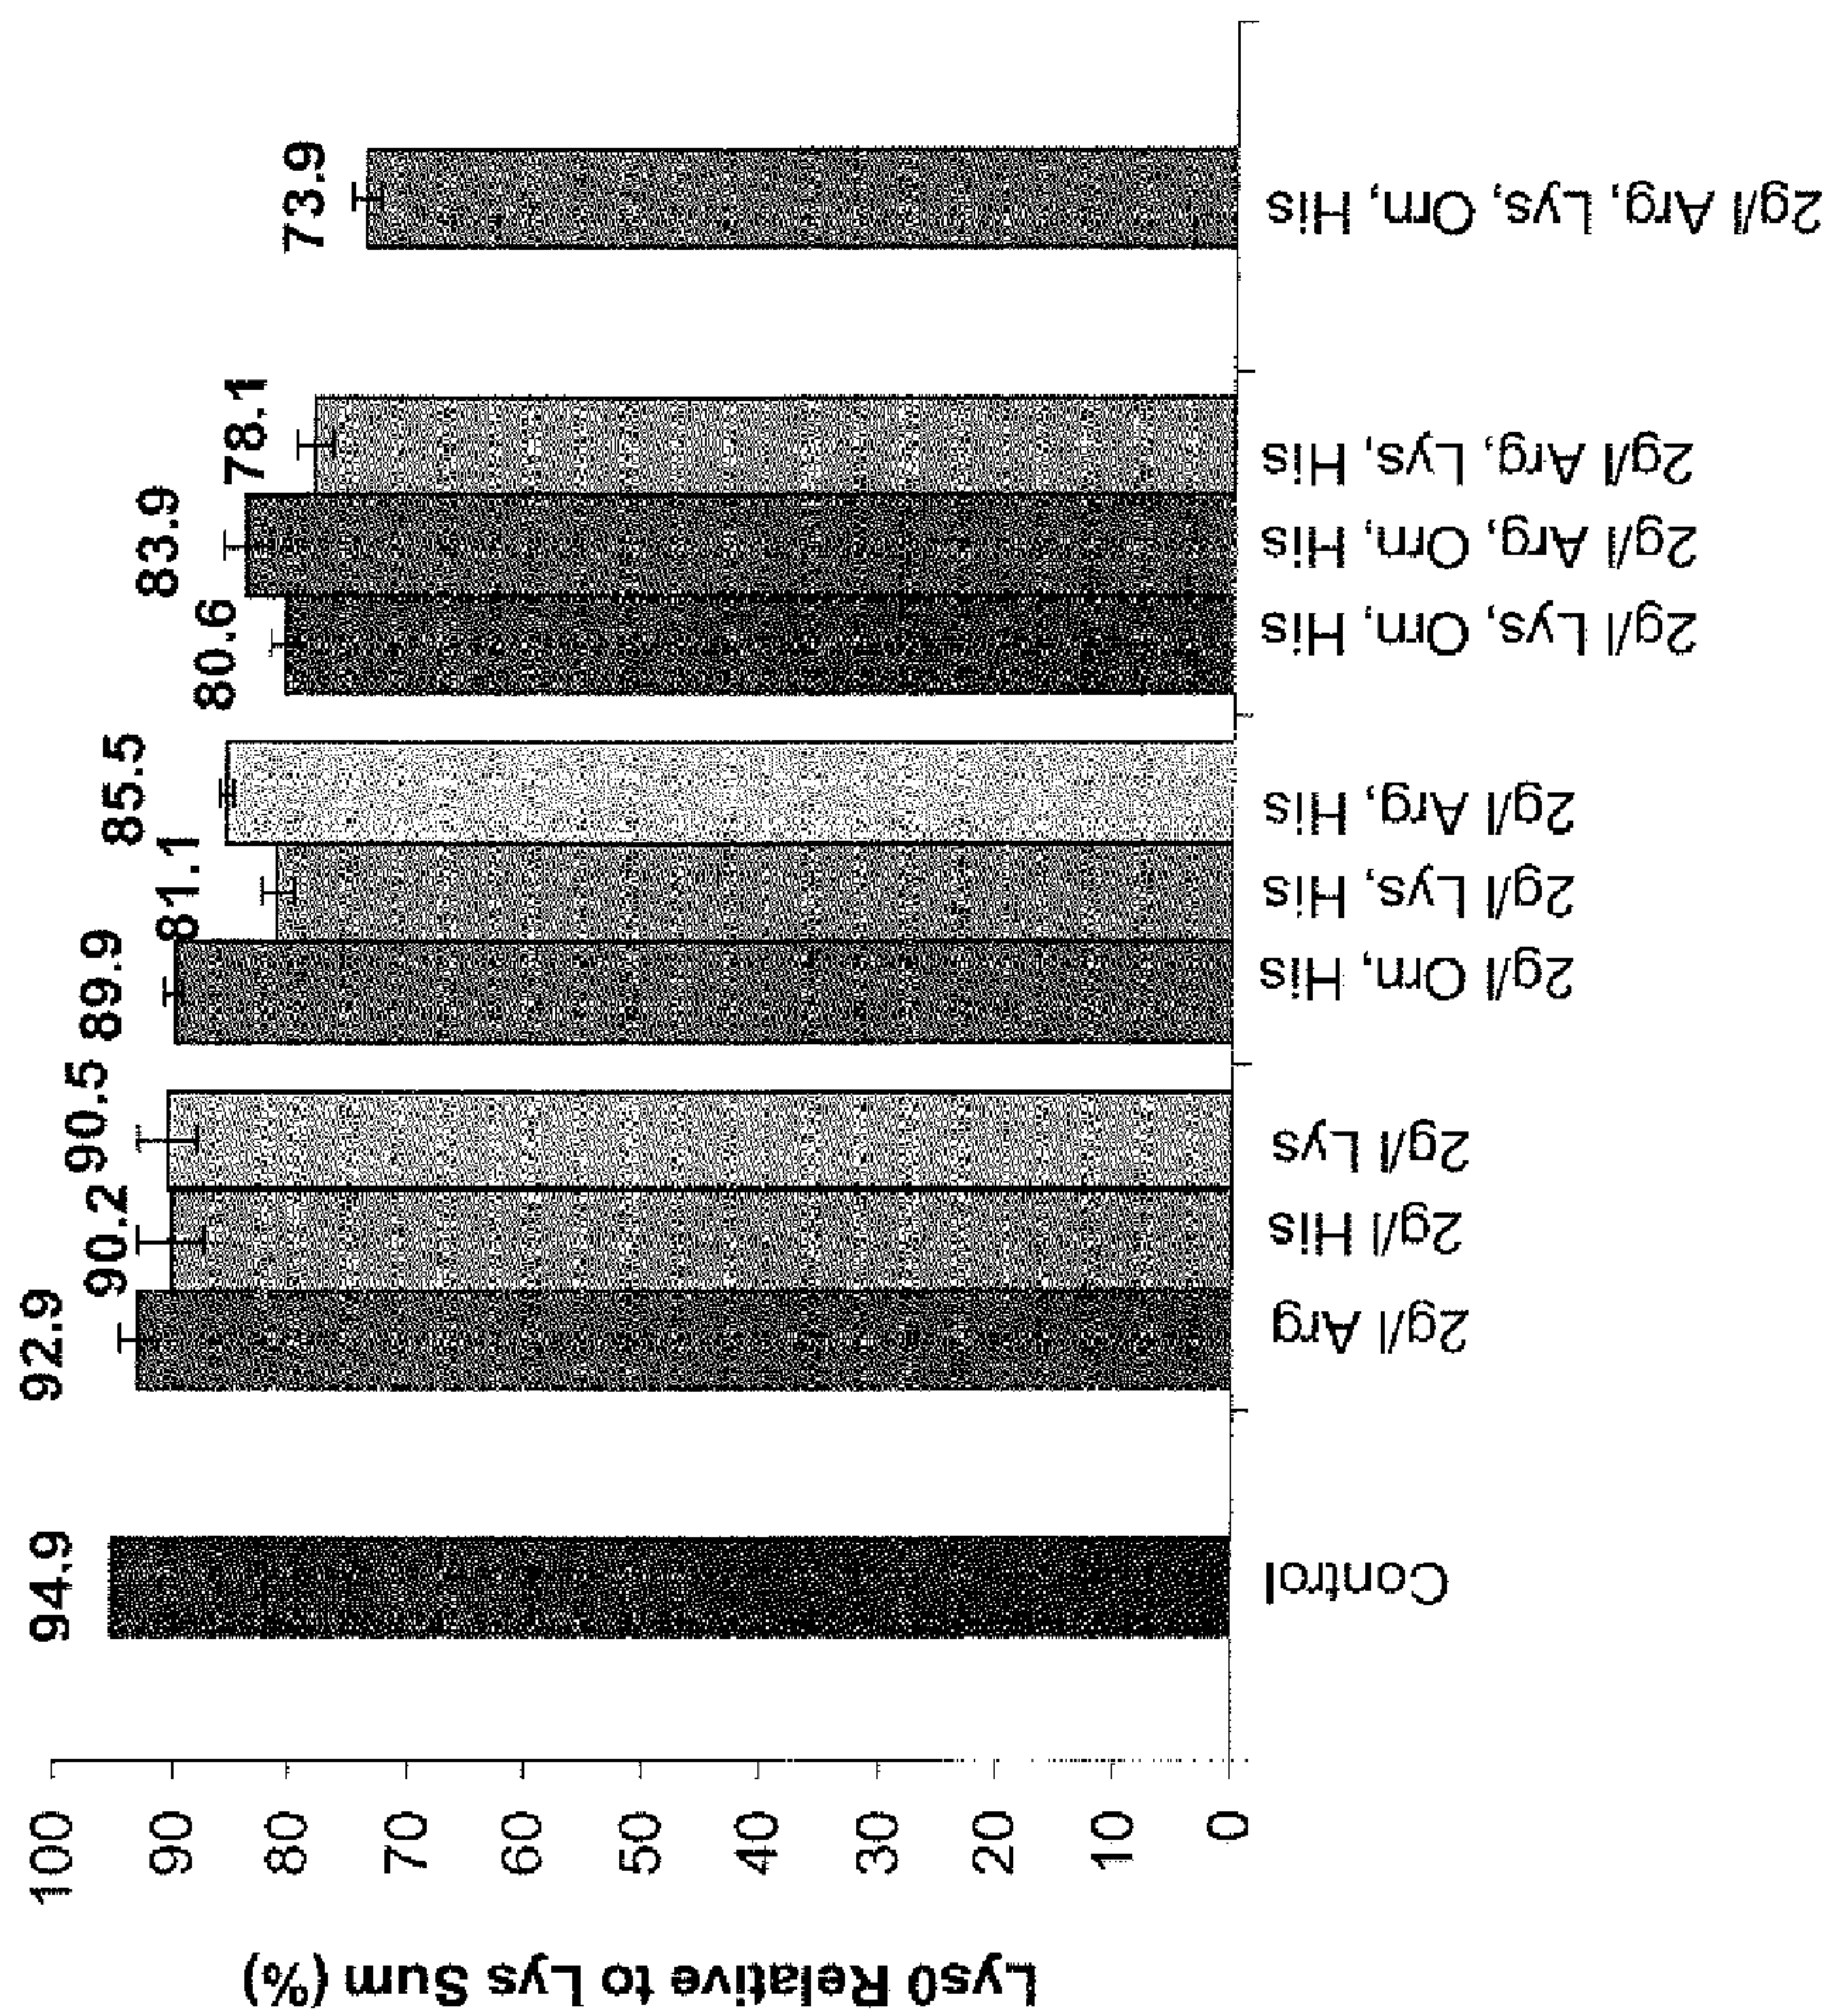 Lys0 Relative to Lys Sum (%)
100
90
80
70
60
50
40
30
20
10
0
94.9
92.9
90.2
90.5
89.9
81.1
85.5
80.6
83.9
78.1
73.9
Control
2g/l Arg
2g/l His
2g/l Lys
2g/l Orn, His
2g/l Lys, His
2g/l Arg, His
2g/l Lys, Orn, His
2g/l Arg, Orn, His
2g/l Arg, Lys, His
2g/l Arg, Lys, Orn, His